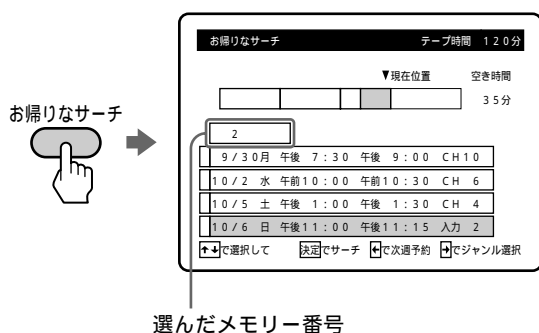 お帰りなサーチ
お帰りなサーチ テープ時間 120分
▼現在位置 空き時間
35分
2
9/30月 午後 7:30 午後 9:00 CH10
10/2 水 午前10:00 午前10:30 CH 6
10/5 土 午後 1:00 午後 1:30 CH 4
10/6 日 午後11:00 午後11:15 入力 2
↑↓で選択して 決定でサーチ ←で次週予約 →でジャンル選択
選んだメモリー番号